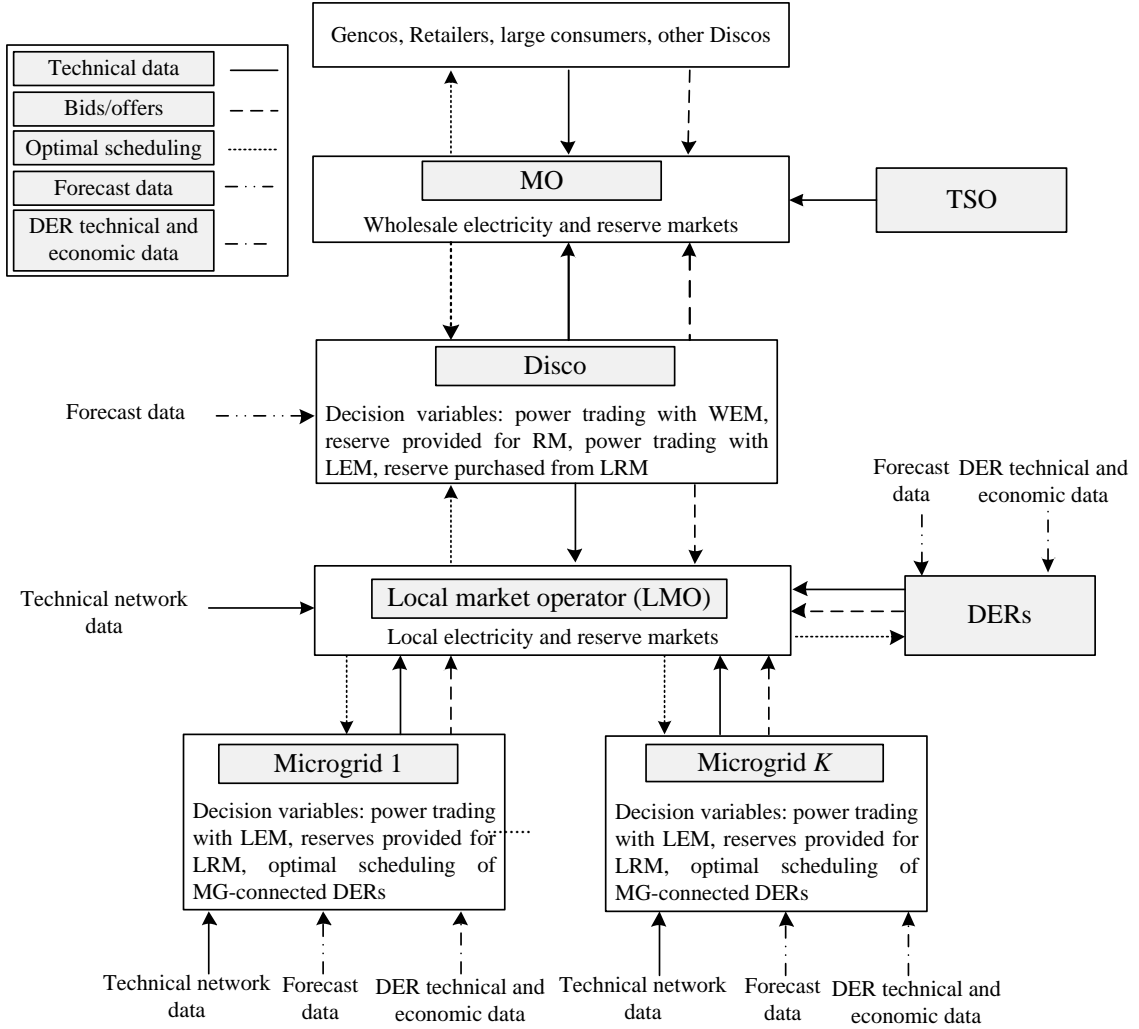 Gencos, Retailers, large consumers, other Discos
Technical data
Bids/offers
Optimal scheduling
Forecast data
DER technical and
economic data
MO
Wholesale electricity and reserve markets
TSO
Disco
Decision variables: power trading with WEM,
reserve provided for RM, power trading with
LEM, reserve purchased from LRM
Forecast data
Forecast
data
DER technical and
economic data
Technical network
data
Local market operator (LMO)
Local electricity and reserve markets
DERs
Microgrid 1
Decision variables: power trading
with LEM, reserves provided for
LRM, optimal scheduling of
MG-connected DERs
Microgrid K
Decision variables: power trading
with LEM, reserves provided for
LRM, optimal scheduling of
MG-connected DERs
Technical network
data
Forecast
data
DER technical and
economic data
Technical network
data
Forecast
data
DER technical and
economic data